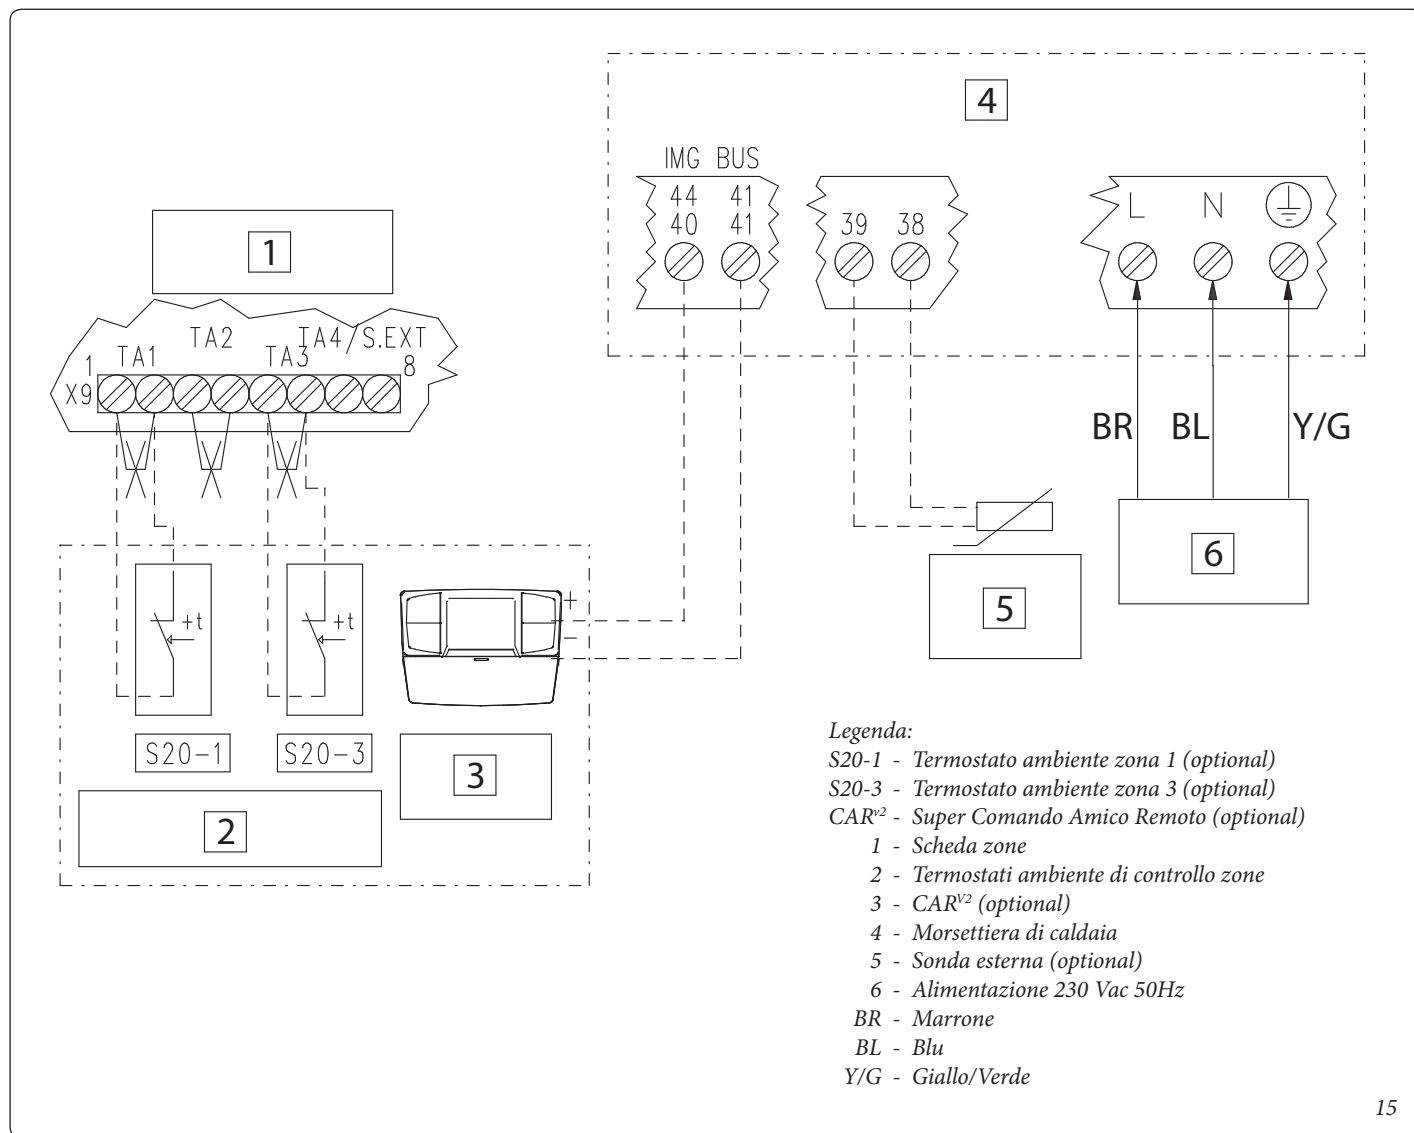 4
IMG BUS
44 41
40 41
39 38
L N
1
TA1 TA2 TA3 TA4/S.EXT
1 8
X9
BR BL Y/G
6
5
+t +t
+
-
S20-1 S20-3
3
2
Legenda:
S20-1 - Termostato ambiente zona 1 (optional)
S20-3 - Termostato ambiente zona 3 (optional)
CARv2 - Super Comando Amico Remoto (optional)
1 - Scheda zone
2 - Termostati ambiente di controllo zone
3 - CARV2 (optional)
4 - Morsettiera di caldaia
5 - Sonda esterna (optional)
6 - Alimentazione 230 Vac 50Hz
BR - Marrone
BL - Blu
Y/G - Giallo/Verde
15